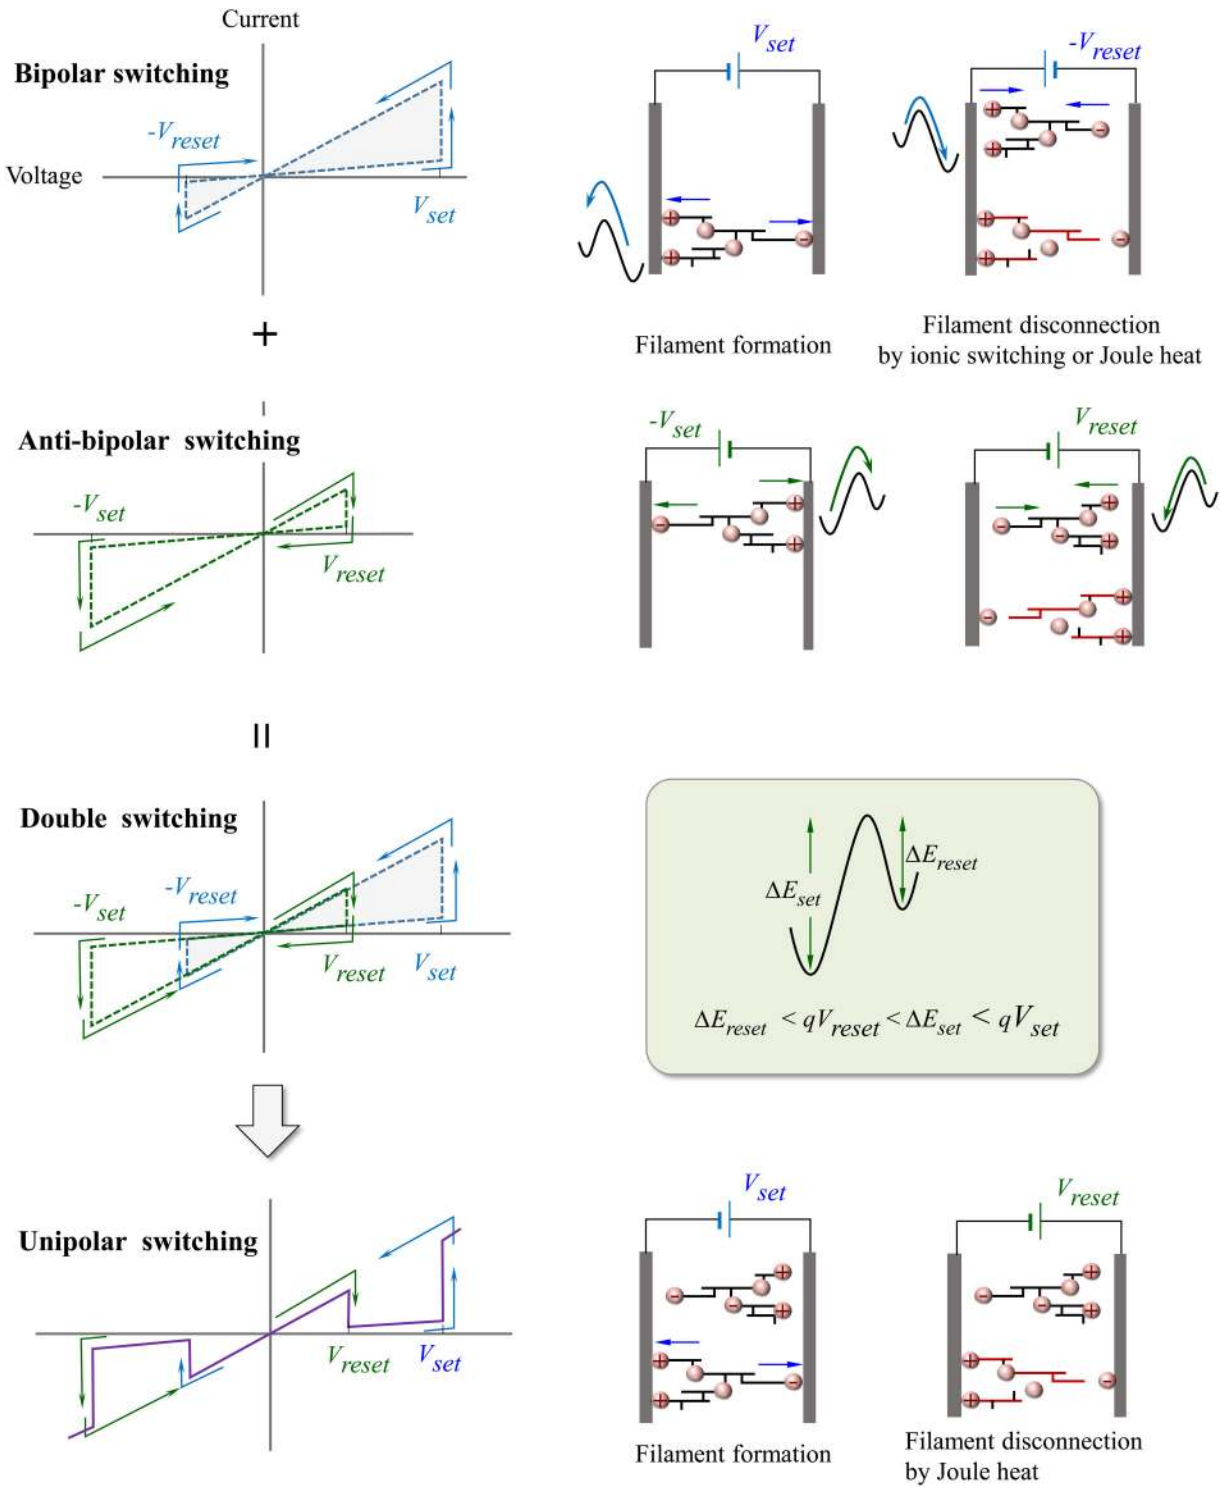 Current
Bipolar switching
-Vreset
Voltage
Vset
Vset
-Vreset
+
-
+
+
-
+
+
-
+
Filament formation
Filament disconnection
by ionic switching or Joule heat
+
Anti-bipolar switching
-Vset
Vreset
-Vset
Vreset
+
-
+
+
-
-
+
+
-
+
=
Double switching
-Vset
-Vreset
Vreset
Vset
ΔEset
ΔEreset
ΔEreset < qVreset < ΔEset < qVset
Unipolar switching
Vreset
Vset
Vset
Vreset
+
-
-
+
+
-
+
+
-
-
+
+
-
+
Filament formation
Filament disconnection
by Joule heat